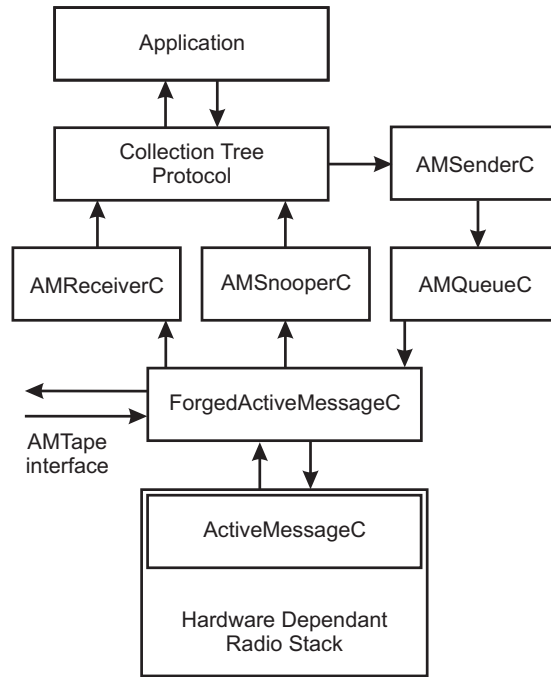 Application
Collection Tree
Protocol
AMSenderC
AMReceiverC
AMSnooperC
AMQueueC
ForgedActiveMessageC
AMTape
interface
ActiveMessageC
Hardware Dependant
Radio Stack